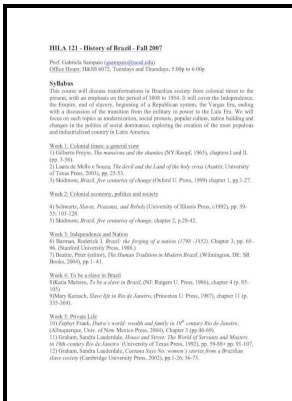 HILA 121 - History of Brazil - Fall 2007
Prof. Gabriela Sampaio (gsampaio@ucsd.edu)
Office Hours: H&SS 6072, Tuesdays and Thursdays, 5:00p to 6:00p
Syllabus
This course will discuss transformations in Brazilian society from colonial times to the
present, with an emphasis on the period of 1808 to 1954. It will cover the Independence,
the Empire, end of slavery, beginning of a Republican system, the Vargas Era, ending
with a discussion of the transition from the military in power to the Lula Era. We will
focus on such topics as modernization, social protests, popular culture, nation building and
changes in the politics of social dominance, exploring the creation of the most populous
and industrialized country in Latin America.
Week 1: Colonial times: a general view
1) Gilberto Freyre, The mansions and the shanties (NY:Knopf, 1963), chapters I and II.
(pp. 3-56).
2) Laura de Mello e Souza, The devil and the Land of the holy cross (Austin: University
of Texas Press, 2003), pp. 25-53.
3) Skidmore, Brazil, five centuries of change (Oxford U. Press, 1999) chapter 1, pp.1-27.
Week 2: Colonial economy, politics and society
4) Schwartz, Slaves, Peasants, and Rebels (University of Illinois Press, c1992), pp. 39-
55; 103-128.
5) Skidmore, Brazil, five centuries of change, chapter 2, p.29-42.
Week 3: Independence and Nation
6) Barman, Roderick J. Brazil: the forging of a nation (1798 -1852). Chapter 3, pp. 65-
96. (Stanford University Press, 1988.)
7) Beattie, Peter (editor), The Human Tradition in Modern Brazil. (Wilmington, DE: SR
Books, 2004), pp 1- 41.
Week 4: To be a slave in Brazil
8)Katia Mattoso, To be a slave in Brazil, (NJ: Rutgers U. Press, 1986), chapter 4 (p. 85-
105)
9)Mary Karasch, Slave life in Rio de Janeiro, (Princeton U. Press, 1987), chapter 11 (p.
335-369).
Week 5: Private Life
10) Zephyr Frank, Dutra's world: wealth and family in 19th century Rio de Janeiro.
(Albuquerque, Univ. of New Mexico Press, 2004), Chapter 3 (pp.46-69).
11) Graham, Sandra Lauderdale, House and Street: The World of Servants and Masters
in 19th-century Rio de Janeiro (University of Texas Press, 1992), pp. 59-88+ pp. 91-107.
12) Graham, Sandra Lauderdale, Caetana Says No: women's stories from a Brazilian
slave society (Cambridge University Press, 2002), pp.1-26; 56-73.